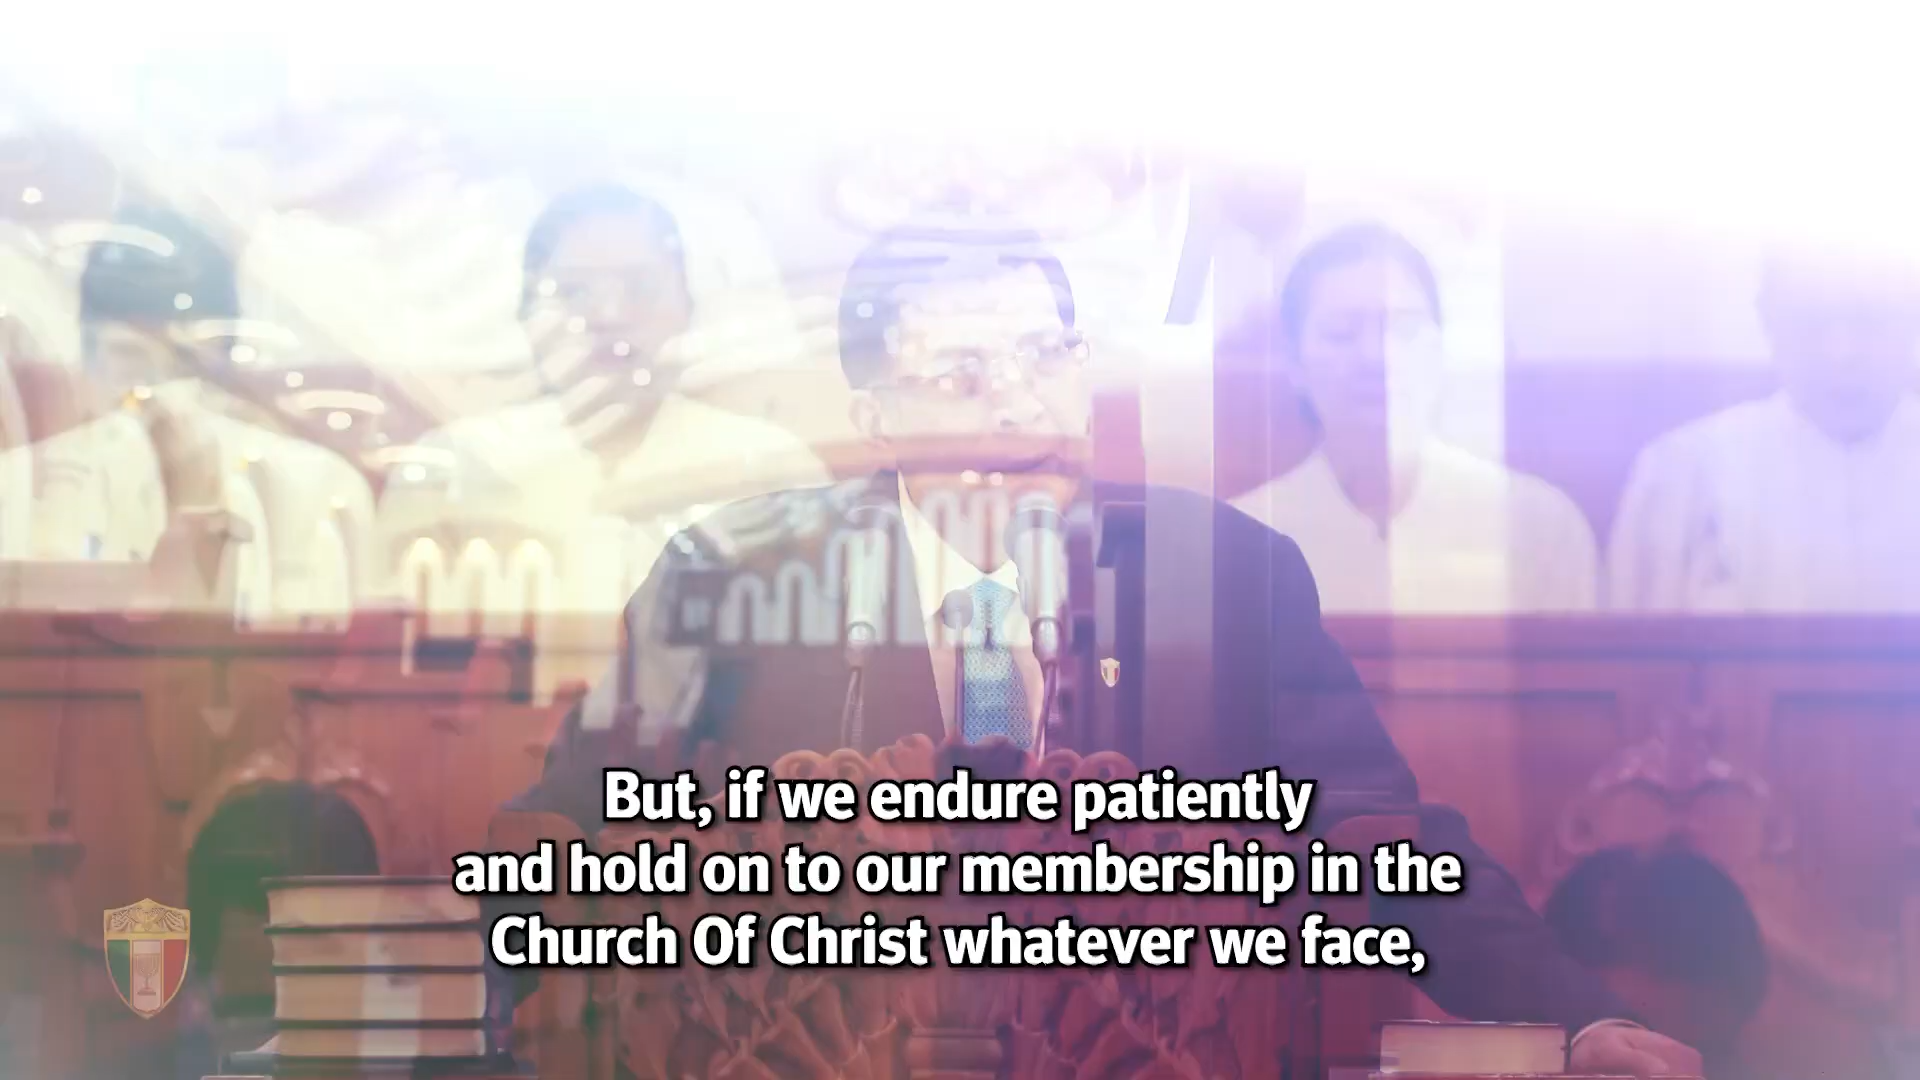 But, if we endure patiently
and hold on to our membership in the
Church Of Christ whatever we face,